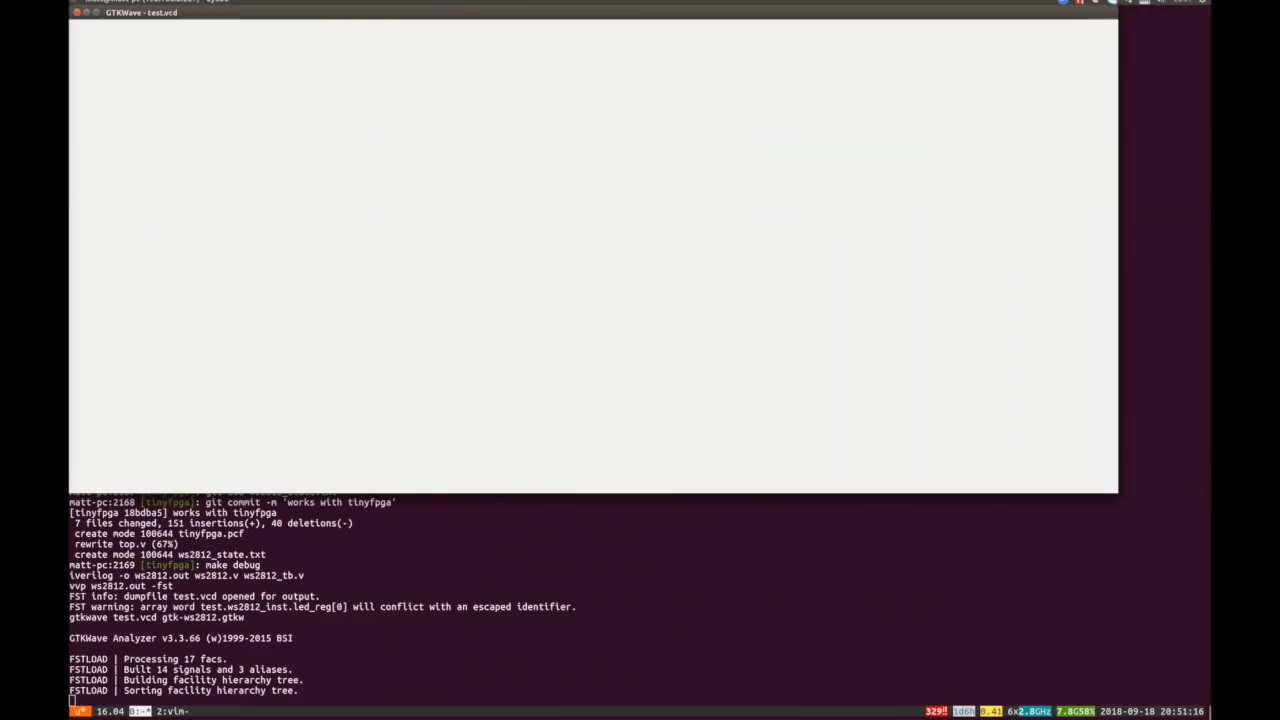 GTKWave - test.vcd
matt-pc:2168 [tinyfpga]: git commit -m 'works with tinyfpga'
[tinyfpga 18bdba5] works with tinyfpga
7 files changed, 151 insertions(+), 40 deletions(-)
create mode 100644 tinyfpga.pcf
rewrite top.v (67%)
create mode 100644 ws2812_state.txt
matt-pc:2169 [tinyfpga]: make debug
iverilog -o ws2812.out ws2812.v ws2812_tb.v
vvp ws2812.out -fst
FST info: dumpfile test.vcd opened for output.
FST warning: array word test.ws2812_inst.led_reg[0] will conflict with an escaped identifier.
gtkwave test.vcd gtk-ws2812.gtkw
GTKWave Analyzer v3.3.66 (w)1999-2015 BSI
FSTLOAD | Processing 17 facs.
FSTLOAD | Built 14 signals and 3 aliases.
FSTLOAD | Building facility hierarchy tree.
FSTLOAD | Sorting facility hierarchy tree.
16.04 0:-* 2:vim- 329!! 1d6h 0.41 6x2.8GHz 7.8G58% 2018-09-18 20:51:16